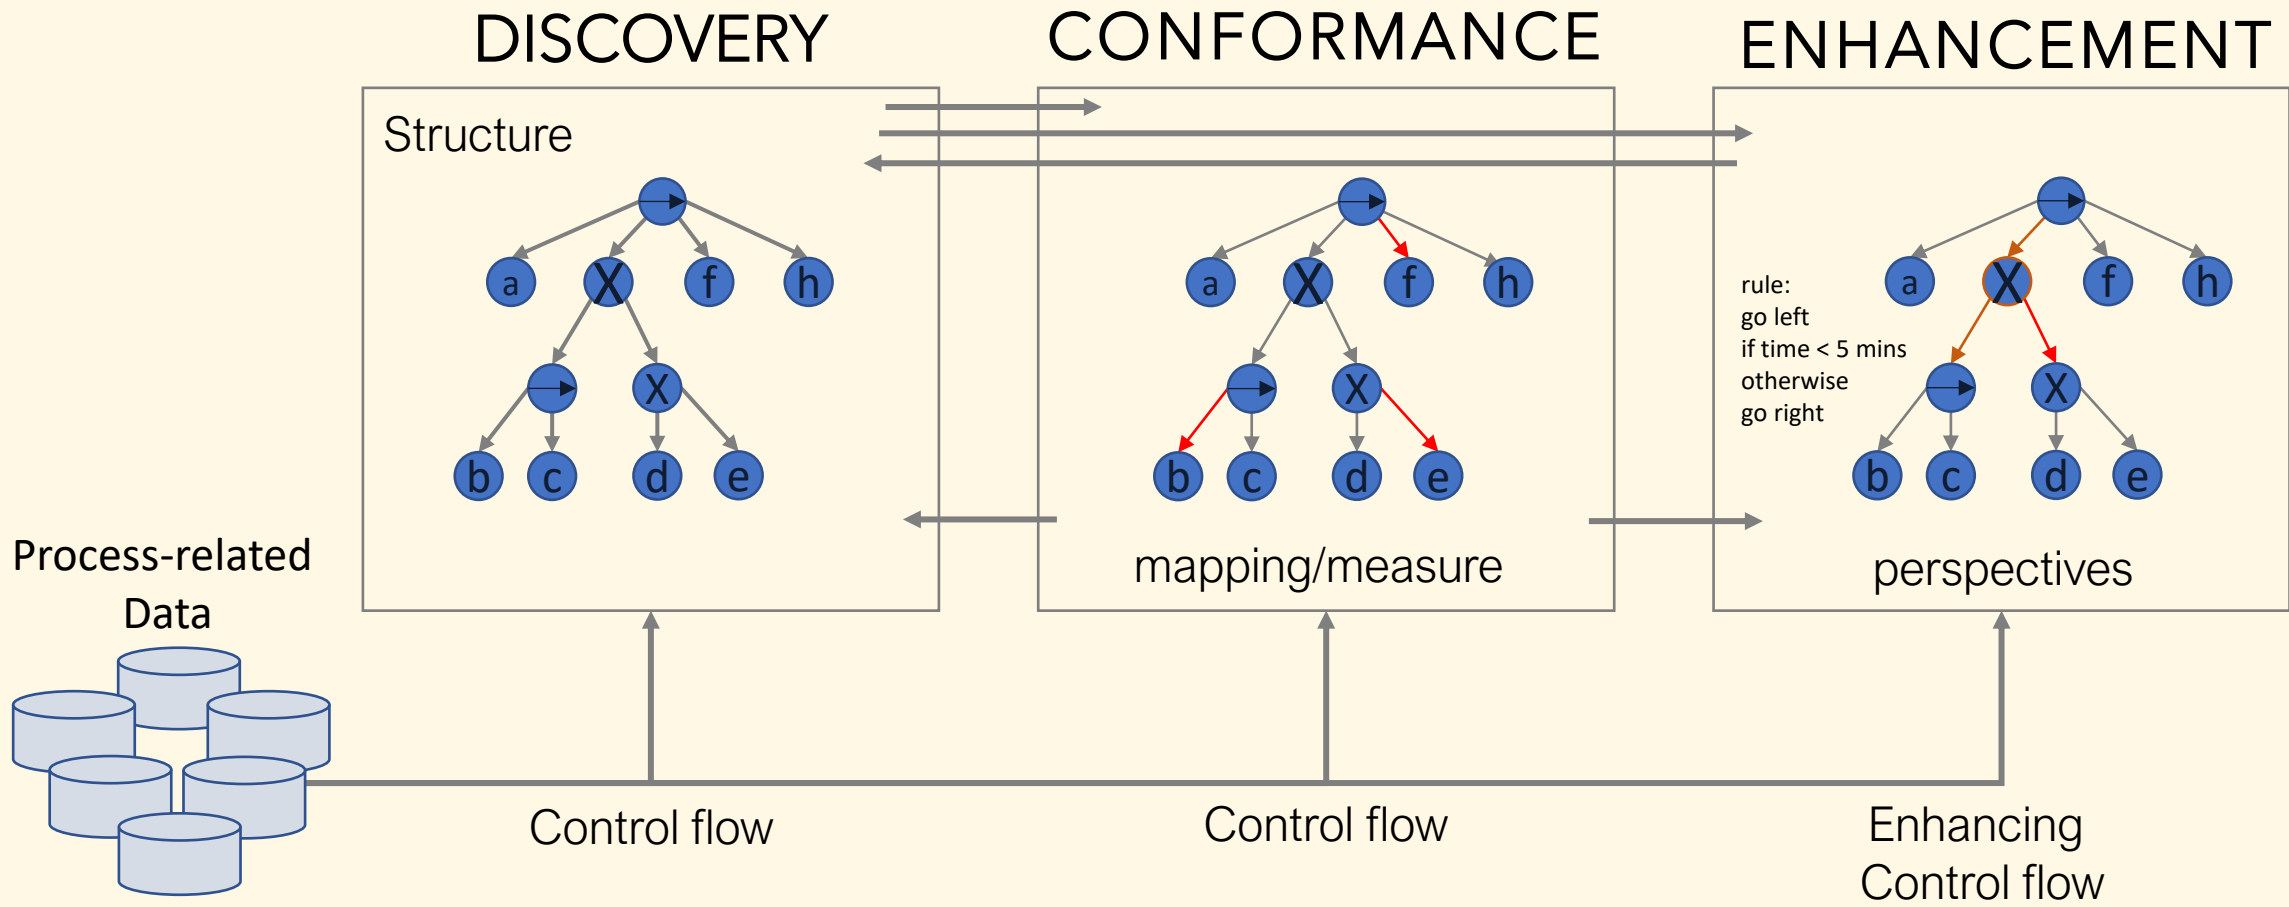 DISCOVERY
CONFORMANCE
ENHANCEMENT
Structure
a
X
f
h
b
c
X
d
e
a
X
f
h
b
c
X
d
e
mapping/measure
rule:
go left
if time < 5 mins
otherwise
go right
a
X
f
h
b
c
X
d
e
perspectives
Process-related
Data
Control flow
Control flow
Enhancing
Control flow